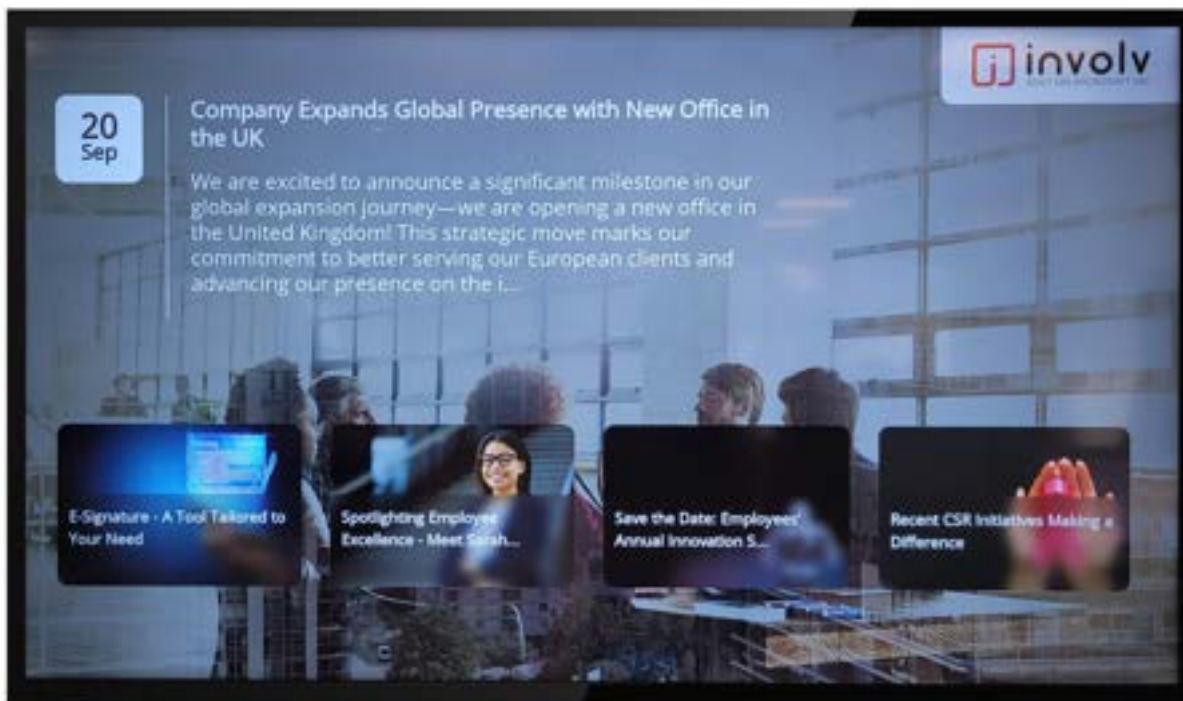 involv
20
Sep
Company Expands Global Presence with New Office in
the UK
We are excited to announce a significant milestone in our
global expansion journey—we are opening a new office in
the United Kingdom! This strategic move marks our
commitment to better serving our European clients and
advancing our presence on the i...
E-Signature - A Tool Tailored to
Your Need
Spotlighting Employee
Excellence - Meet Sarah...
Save the Date: Employees'
Annual Innovation S...
Recent CSR Initiatives Making a
Difference